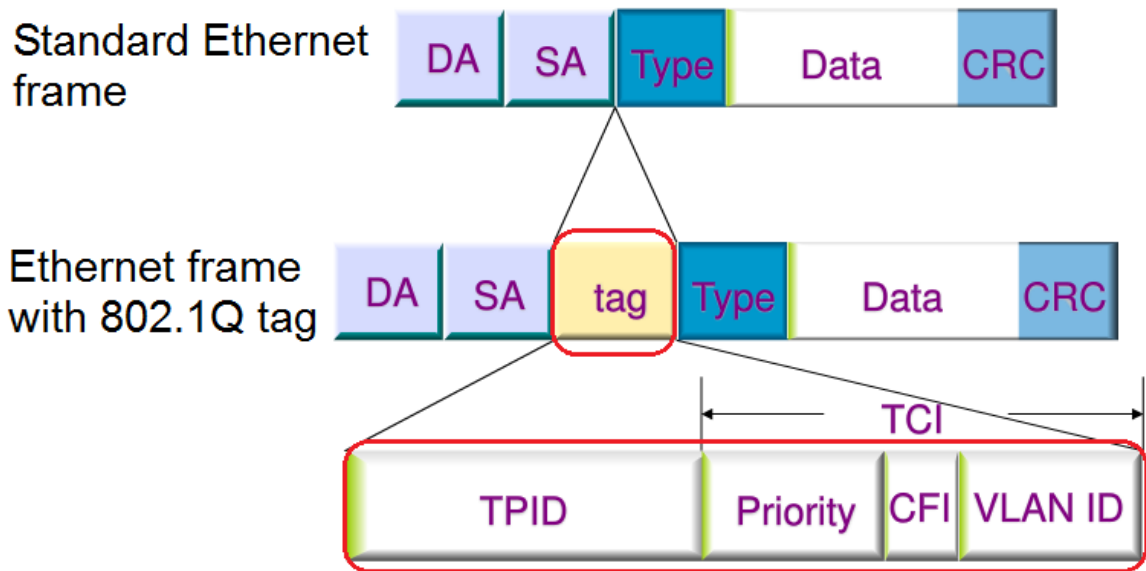 Standard Ethernet
frame
DA SA Type Data CRC
Ethernet frame
with 802.1Q tag
DA SA tag Type Data CRC
TCI
TPID Priority CFI VLAN ID